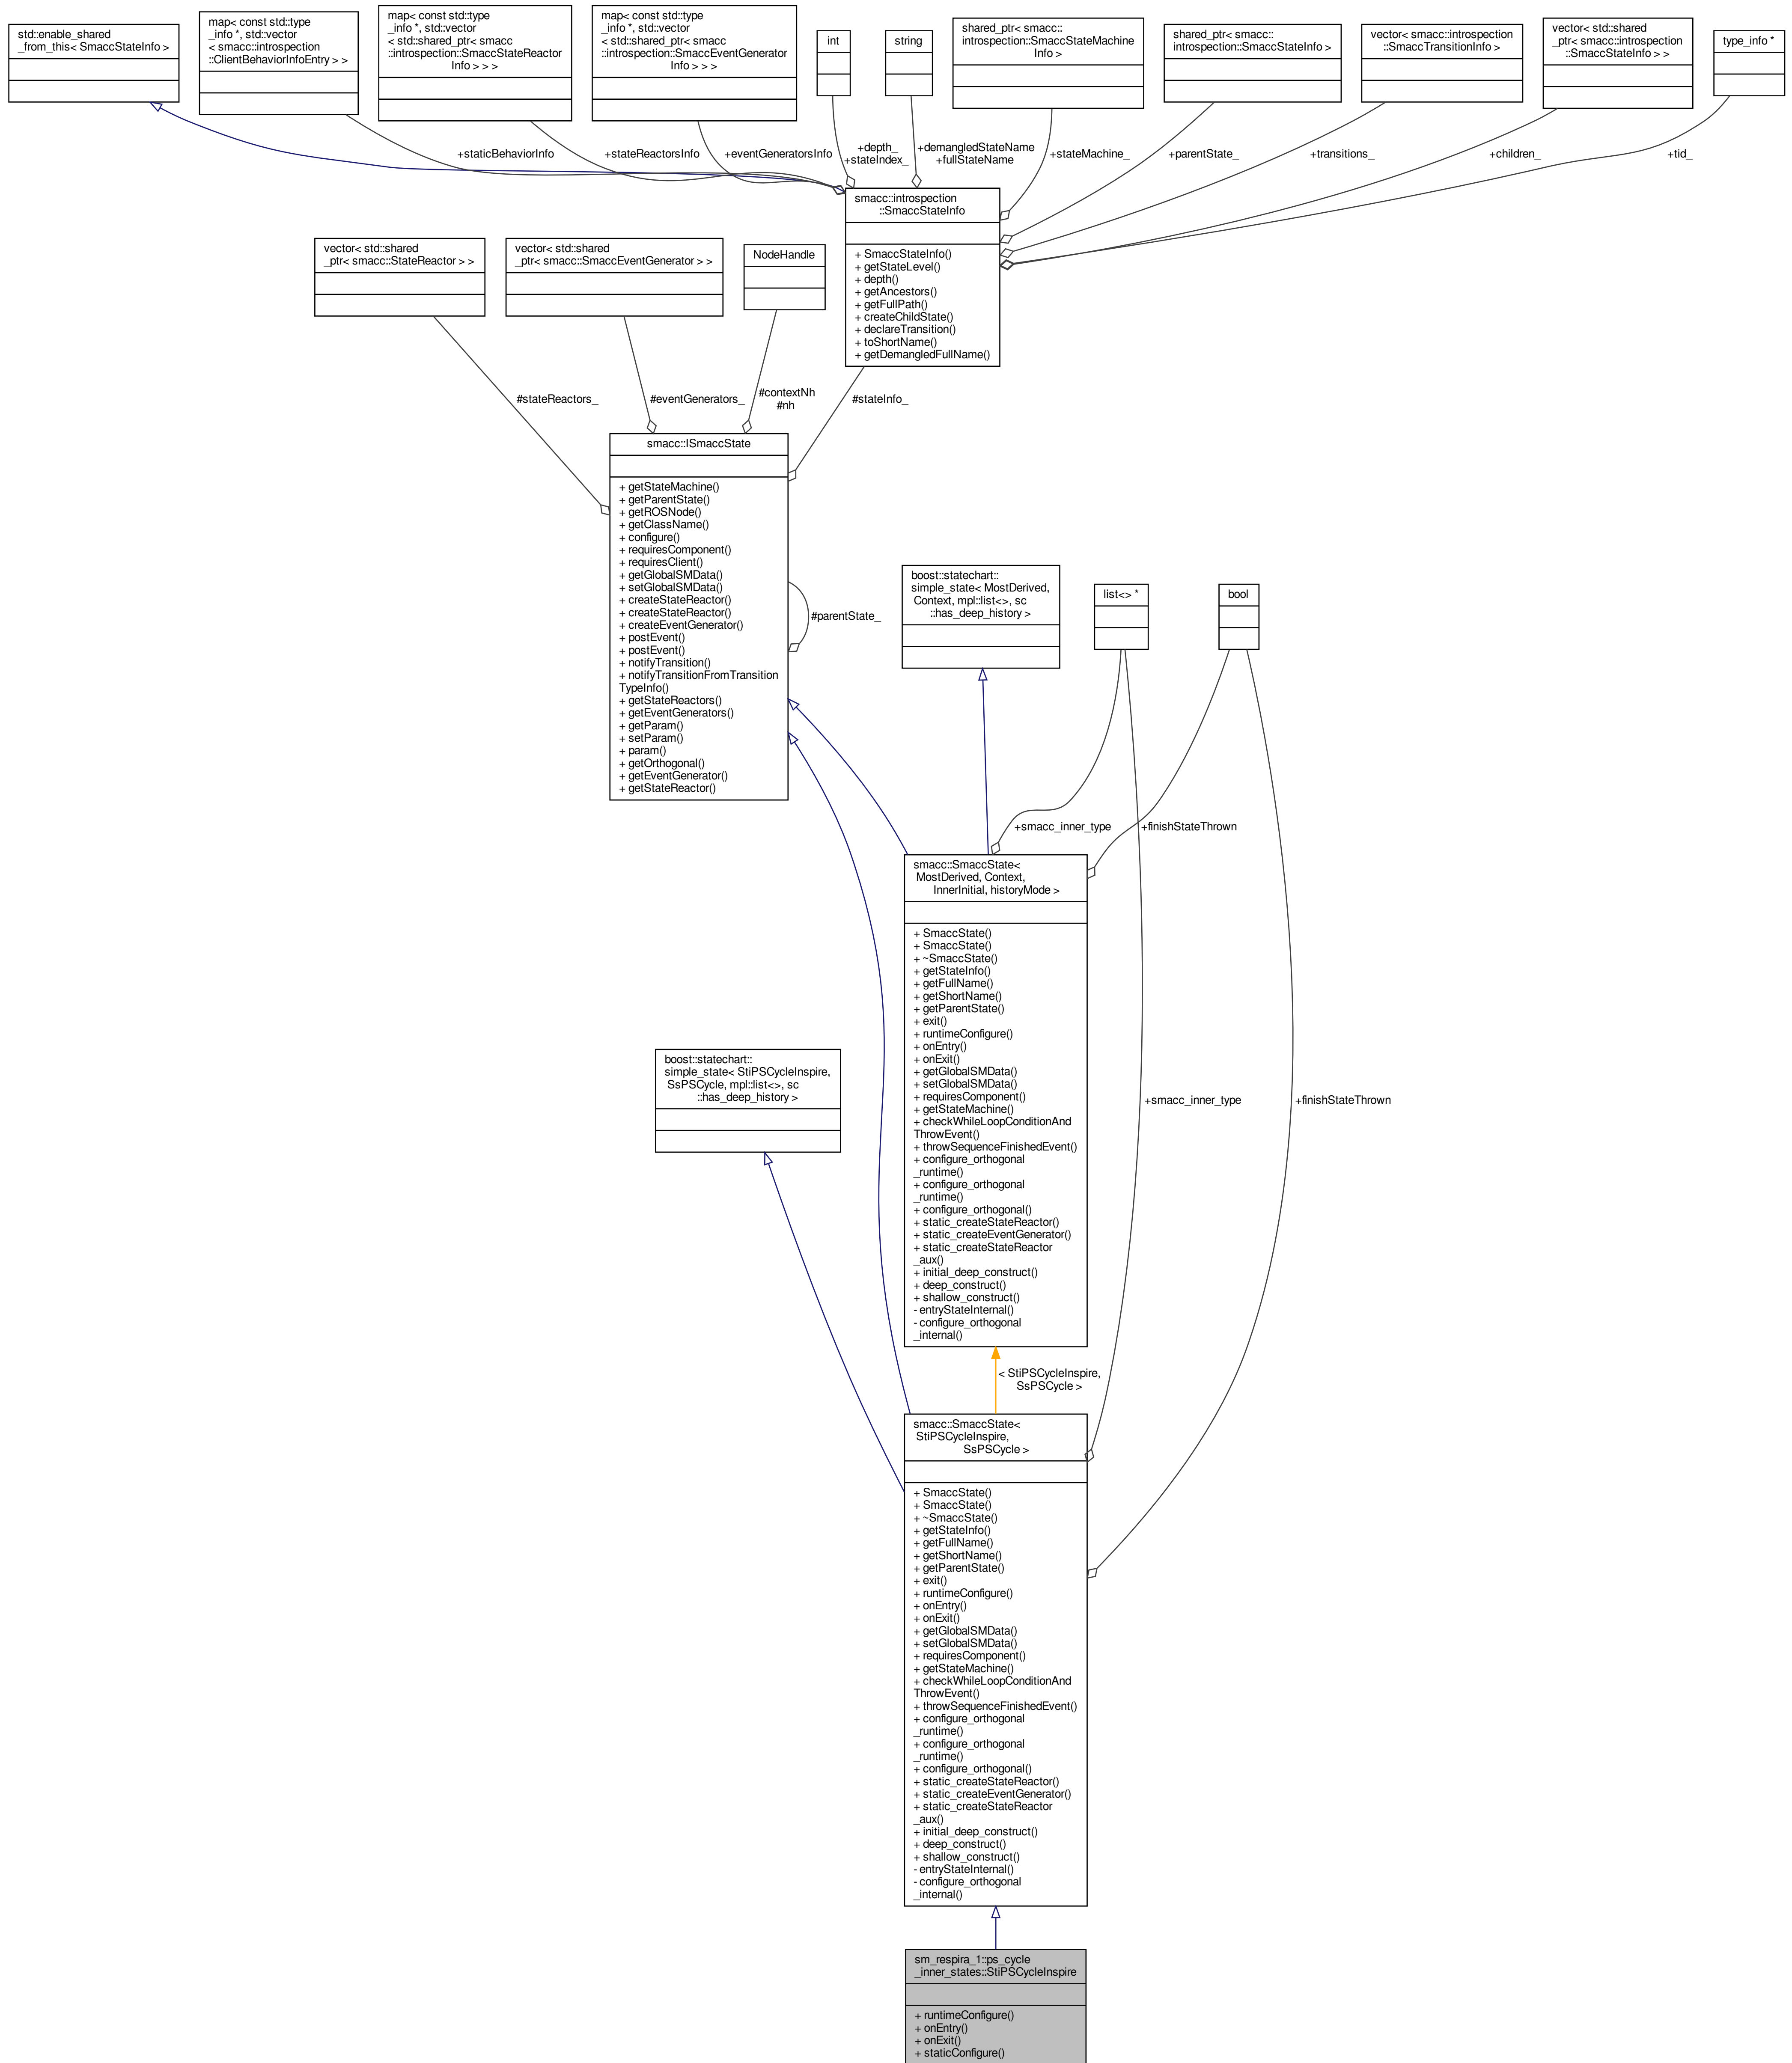 std::enable_shared
_from_this< SmaccStateInfo >
map< const std::type
_info *, std::vector
< smacc::introspection
::ClientBehaviorInfoEntry > >
map< const std::type
_info *, std::vector
< std::shared_ptr< smacc
::introspection::SmaccStateReactor
Info > > >
map< const std::type
_info *, std::vector
< std::shared_ptr< smacc
::introspection::SmaccEventGenerator
Info > > >
int
string
shared_ptr< smacc::
introspection::SmaccStateMachine
Info >
shared_ptr< smacc::
introspection::SmaccStateInfo >
vector< smacc::introspection
::SmaccTransitionInfo >
vector< std::shared
_ptr< smacc::introspection
::SmaccStateInfo > >
type_info *
+staticBehaviorInfo
+stateReactorsInfo
+eventGeneratorsInfo
+depth_
+stateIndex_
+demangledStateName
+fullStateName
+stateMachine_
+parentState_
+transitions_
+children_
+tid_
smacc::introspection
::SmaccStateInfo
+ SmaccStateInfo()
+ getStateLevel()
+ depth()
+ getAncestors()
+ getFullPath()
+ createChildState()
+ declareTransition()
+ toShortName()
+ getDemangledFullName()
vector< std::shared
_ptr< smacc::StateReactor > >
vector< std::shared
_ptr< smacc::SmaccEventGenerator > >
NodeHandle
#stateReactors_
#eventGenerators_
#contextNh
#nh
#stateInfo_
smacc::ISmaccState
+ getStateMachine()
+ getParentState()
+ getROSNode()
+ getClassName()
+ configure()
+ requiresComponent()
+ requiresClient()
+ getGlobalSMData()
+ setGlobalSMData()
+ createStateReactor()
+ createStateReactor()
+ createEventGenerator()
+ postEvent()
+ postEvent()
+ notifyTransition()
+ notifyTransitionFromTransition
TypeInfo()
+ getStateReactors()
+ getEventGenerators()
+ getParam()
+ setParam()
+ param()
+ getOrthogonal()
+ getEventGenerator()
+ getStateReactor()
#parentState_
boost::statechart::
simple_state< MostDerived,
Context, mpl::list<>, sc
::has_deep_history >
list<> *
bool
+smacc_inner_type
+finishStateThrown
smacc::SmaccState<
MostDerived, Context,
InnerInitial, historyMode >
+ SmaccState()
+ SmaccState()
+ ~SmaccState()
+ getStateInfo()
+ getFullName()
+ getShortName()
+ getParentState()
+ exit()
+ runtimeConfigure()
+ onEntry()
+ onExit()
+ getGlobalSMData()
+ setGlobalSMData()
+ requiresComponent()
+ getStateMachine()
+ checkWhileLoopConditionAnd
ThrowEvent()
+ throwSequenceFinishedEvent()
+ configure_orthogonal
_runtime()
+ configure_orthogonal
_runtime()
+ configure_orthogonal()
+ static_createStateReactor()
+ static_createEventGenerator()
+ static_createStateReactor
_aux()
+ initial_deep_construct()
+ deep_construct()
+ shallow_construct()
- entryStateInternal()
- configure_orthogonal
_internal()
boost::statechart::
simple_state< StiPSCycleInspire,
SsPSCycle, mpl::list<>, sc
::has_deep_history >
+smacc_inner_type
+finishStateThrown
< StiPSCycleInspire,
SsPSCycle >
smacc::SmaccState<
StiPSCycleInspire,
SsPSCycle >
+ SmaccState()
+ SmaccState()
+ ~SmaccState()
+ getStateInfo()
+ getFullName()
+ getShortName()
+ getParentState()
+ exit()
+ runtimeConfigure()
+ onEntry()
+ onExit()
+ getGlobalSMData()
+ setGlobalSMData()
+ requiresComponent()
+ getStateMachine()
+ checkWhileLoopConditionAnd
ThrowEvent()
+ throwSequenceFinishedEvent()
+ configure_orthogonal
_runtime()
+ configure_orthogonal
_runtime()
+ configure_orthogonal()
+ static_createStateReactor()
+ static_createEventGenerator()
+ static_createStateReactor
_aux()
+ initial_deep_construct()
+ deep_construct()
+ shallow_construct()
- entryStateInternal()
- configure_orthogonal
_internal()
sm_respira_1::ps_cycle
_inner_states::StiPSCycleInspire
+ runtimeConfigure()
+ onEntry()
+ onExit()
+ staticConfigure()